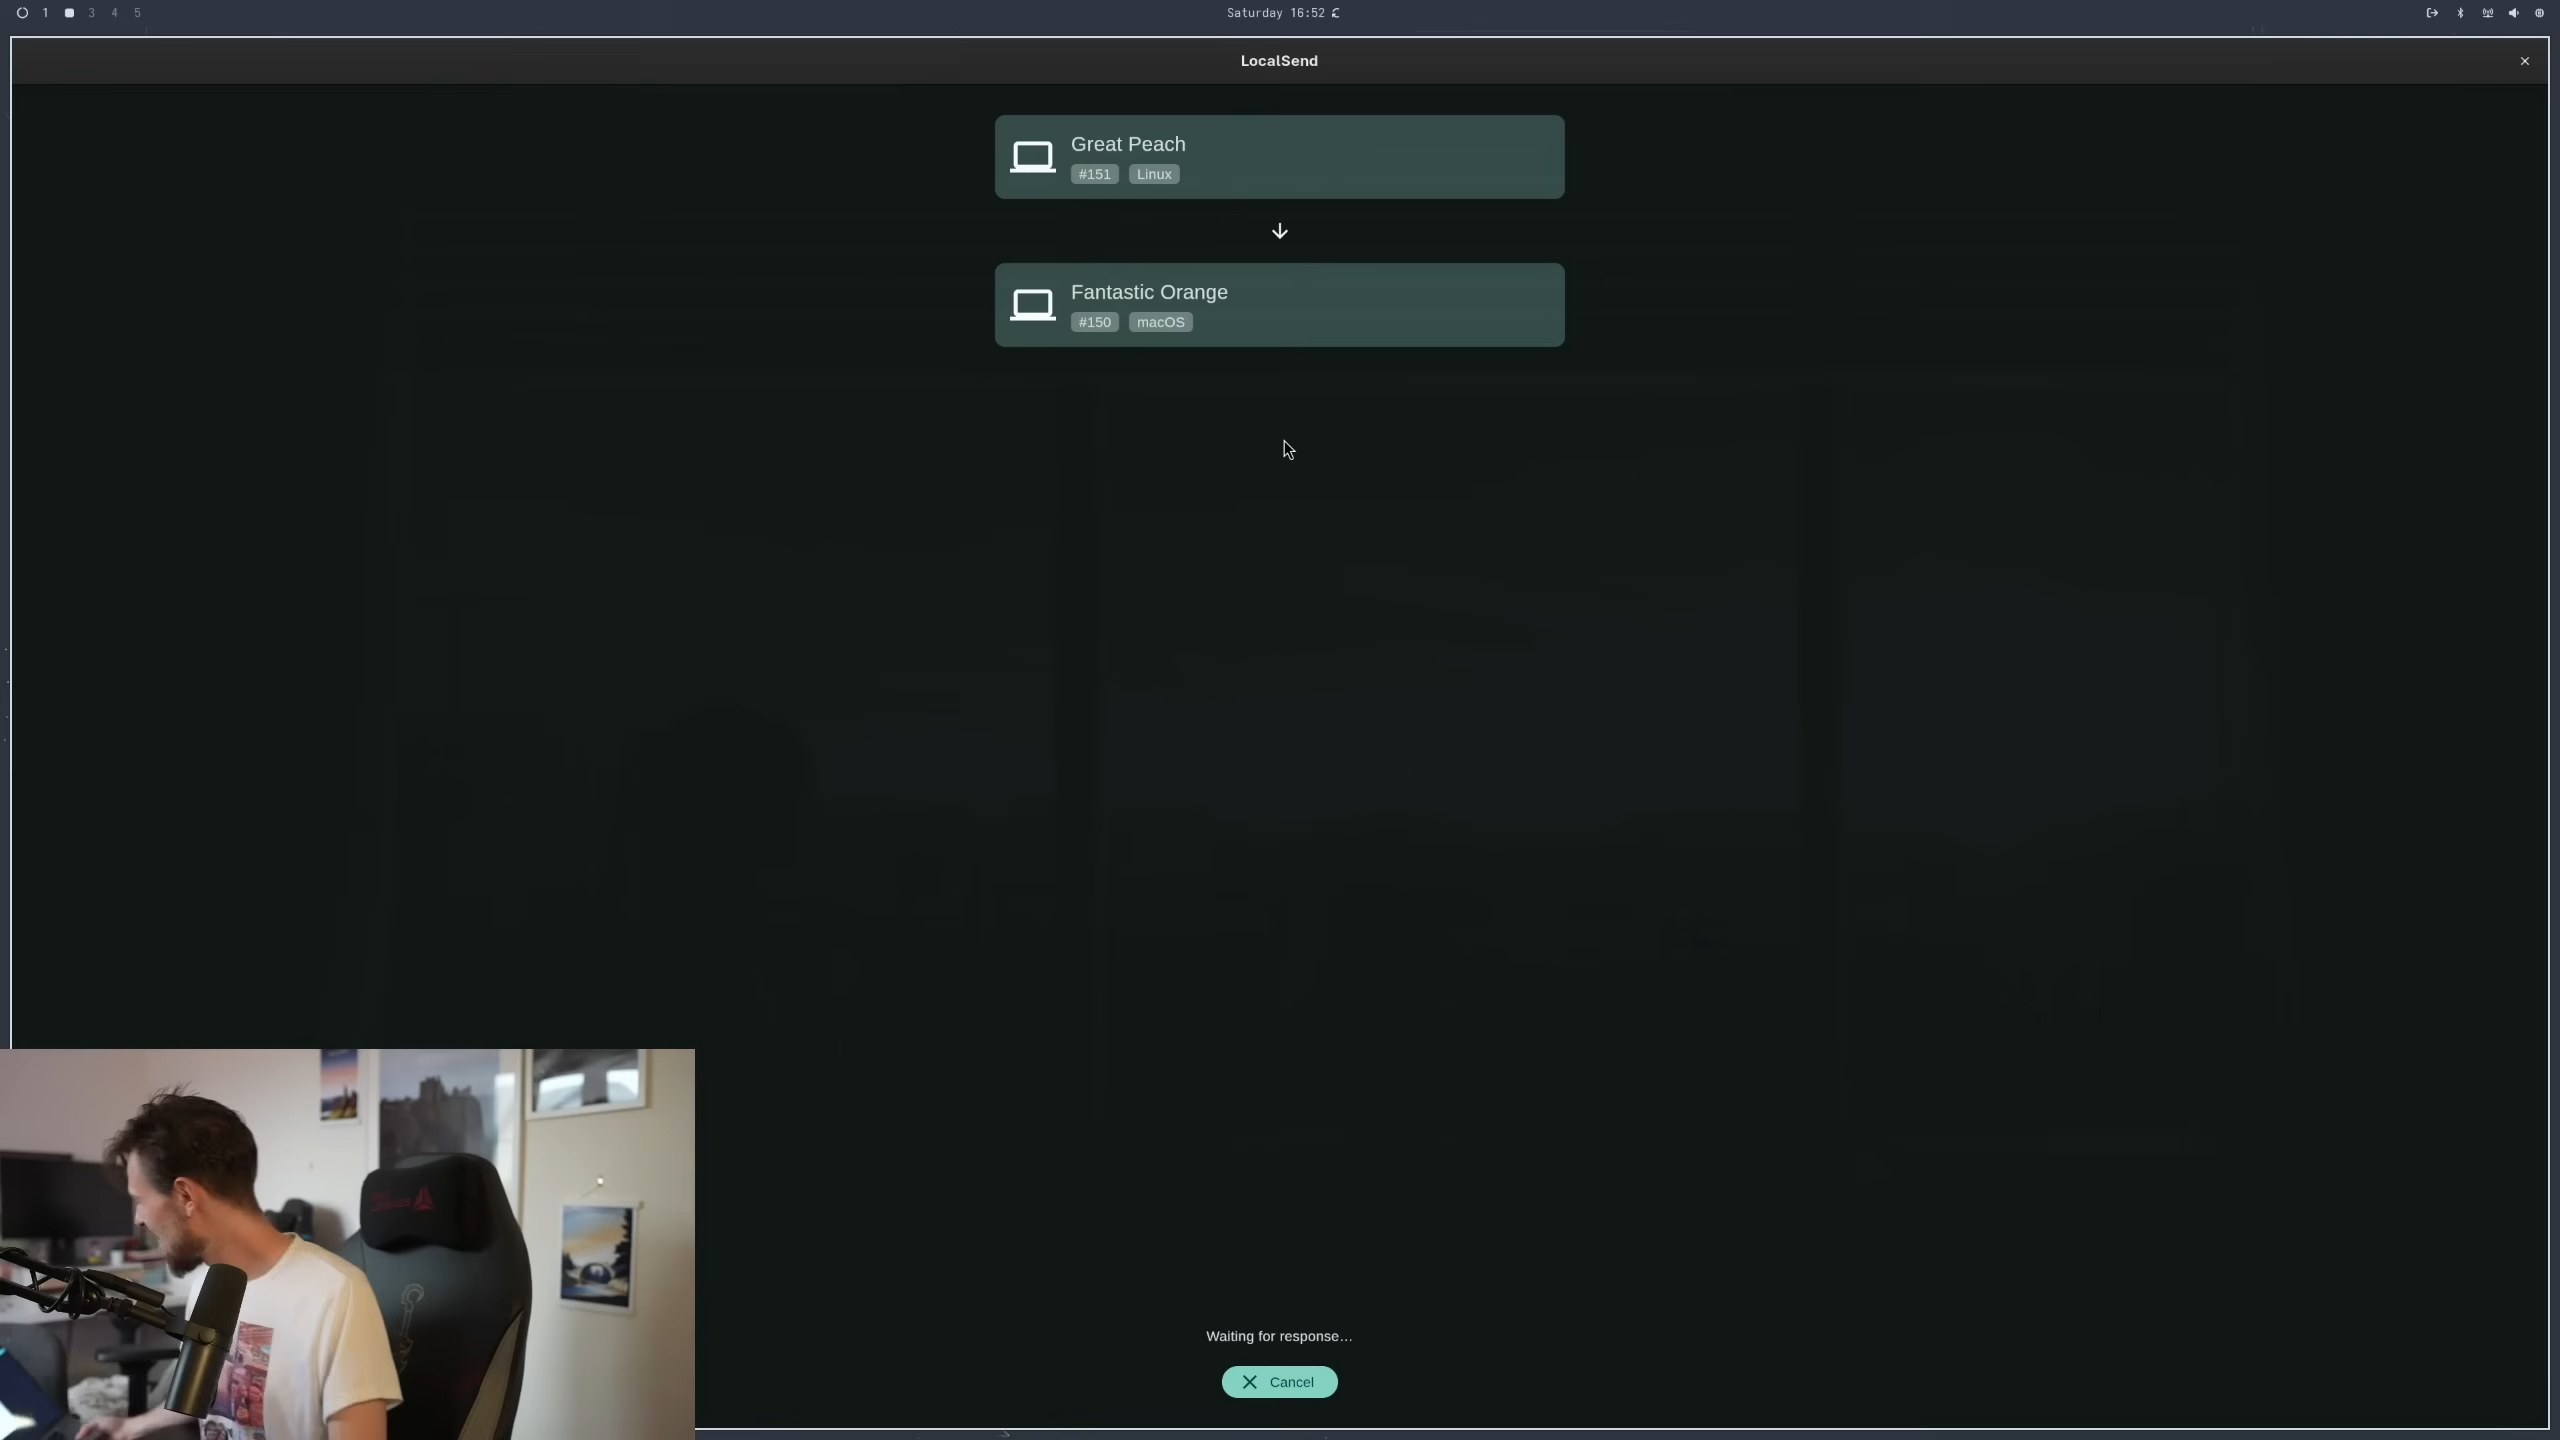 1 3 4 5
Saturday 16:52
LocalSend
Great Peach
#151 Linux
Fantastic Orange
#150 macOS
Waiting for response...
Cancel